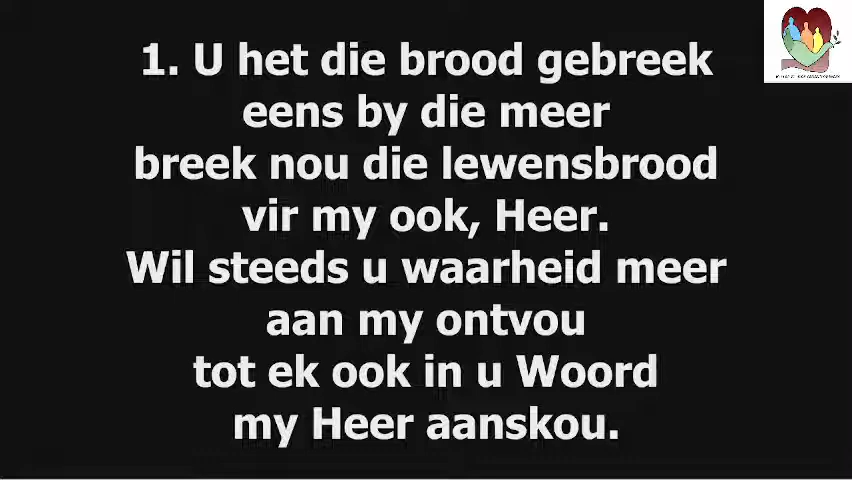 1. U het die brood gebreek
eens by die meer
breek nou die lewensbrood
vir my ook, Heer.
Wil steeds u waarheid meer
aan my ontvou
tot ek ook in u Woord
my Heer aanskou.